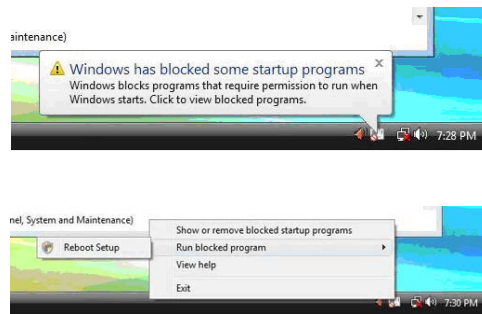 aintenance)
Windows has blocked some startup programs
Windows blocks programs that require permission to run when
Windows starts. Click to view blocked programs.
7:28 PM
nel, System and Maintenance)
Show or remove blocked startup programs
Reboot Setup
Run blocked program
View help
Exit
7:30 PM